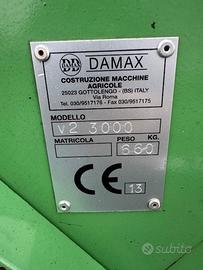 DAMAX
COSTRUZIONE MACCHINE
AGRICOLE
25023 GOTTOLENGO - (BS) ITALY
Via Roma
Tel. 030/9517176 - Fax 030/9517175
MODELLO
V2 3000
MATRICOLA PESO KG.
660
CE 13
subito